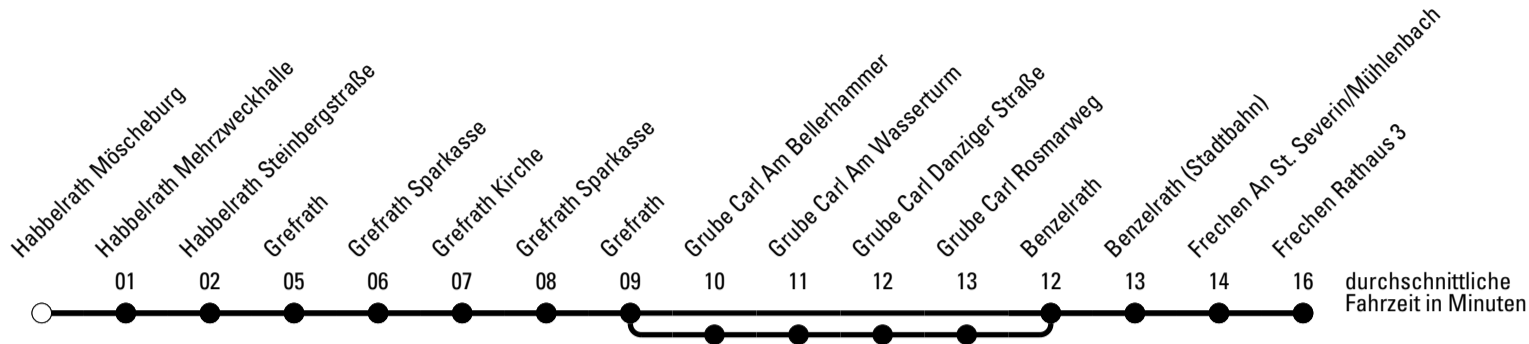 Habbelrath Möscheburg
Habbelrath Mehrzweckhalle
Habbelrath Steinbergstraße
Grefrath
Grefrath Sparkasse
Grefrath Kirche
Grefrath Sparkasse
Grefrath
Grube Carl Am Bellerhammer
Grube Carl Am Wasserturm
Grube Carl Danziger Straße
Grube Carl Rosmarweg
Benzelrath
Benzelrath (Stadtbahn)
Frechen An St. Severin/Mühlenbach
Frechen Rathaus 3
01 02 05 06 07 08 09 10 11 12 13 12 13 14 16
durchschnittliche
Fahrzeit in Minuten